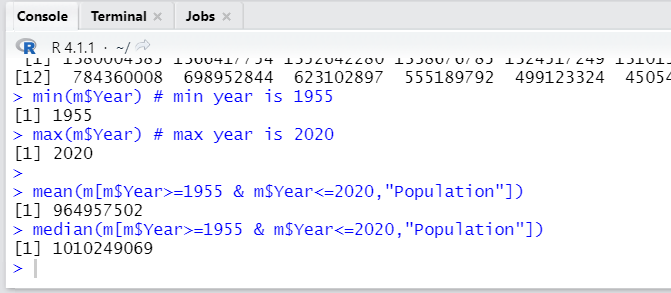 Console Terminal Jobs
R 4.1.1 · ~/
[12] 784360008 698952844 623102897 555189792 499123324 45054
> min(m$Year) # min year is 1955
[1] 1955
> max(m$Year) # max year is 2020
[1] 2020
>
> mean(m[m$Year>=1955 & m$Year<=2020,"Population"])
[1] 964957502
> median(m[m$Year>=1955 & m$Year<=2020,"Population"])
[1] 1010249069
>